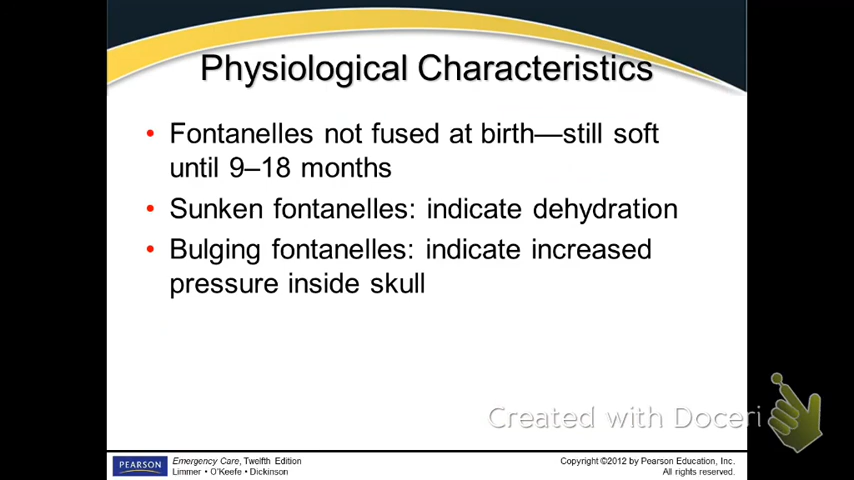 Physiological Characteristics
• Fontanelles not fused at birth—still soft
until 9–18 months
• Sunken fontanelles: indicate dehydration
• Bulging fontanelles: indicate increased
pressure inside skull
Created with Doceri
PEARSON
Emergency Care, Twelfth Edition
Limmer • O'Keefe • Dickinson
Copyright ©2012 by Pearson Education, Inc.
All rights reserved.